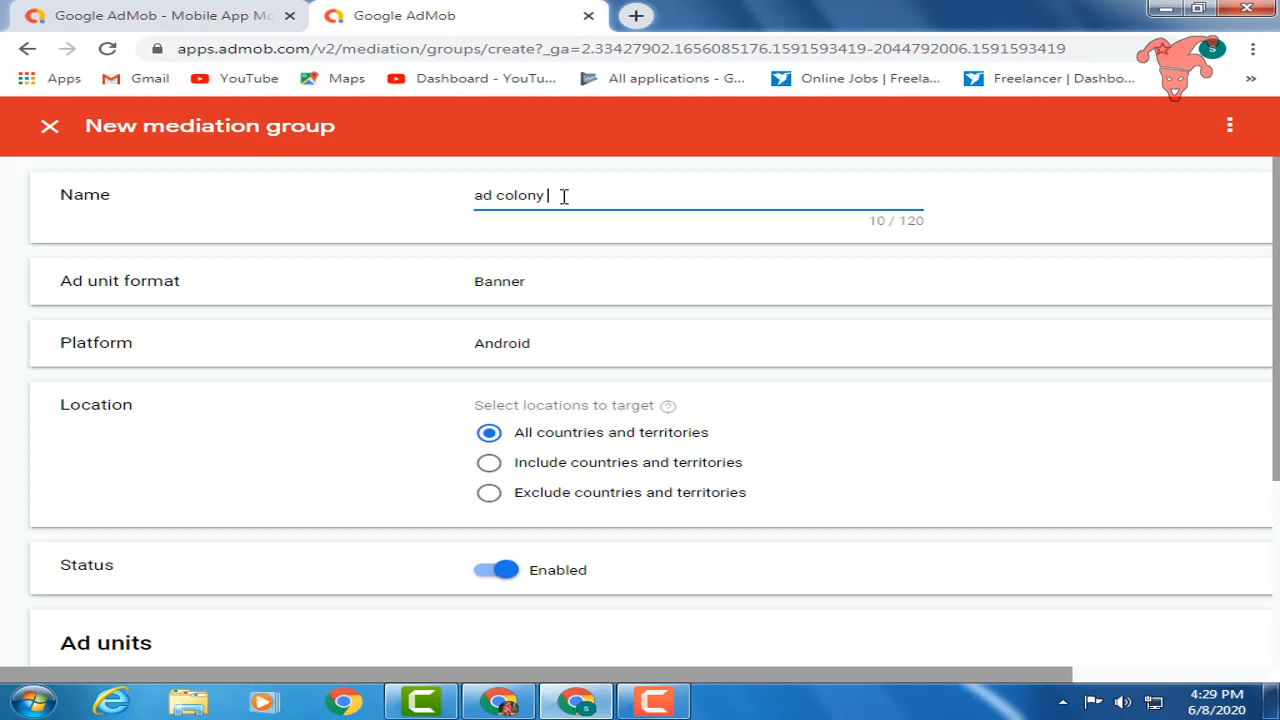 Google AdMob - Mobile App Mo
Google AdMob
apps.admob.com/v2/mediation/groups/create?_ga=2.33427902.1656085176.1591593419-2044792006.1591593419
S
Apps
Gmail
YouTube
Maps
Dashboard - YouTu...
All applications - G...
Online Jobs | Freela...
Freelancer | Dashbo...
»
New mediation group
Name
ad colony
10 / 120
Ad unit format
Banner
Platform
Android
Location
Select locations to target ?
All countries and territories
Include countries and territories
Exclude countries and territories
Status
Enabled
Ad units
4:29 PM
6/8/2020